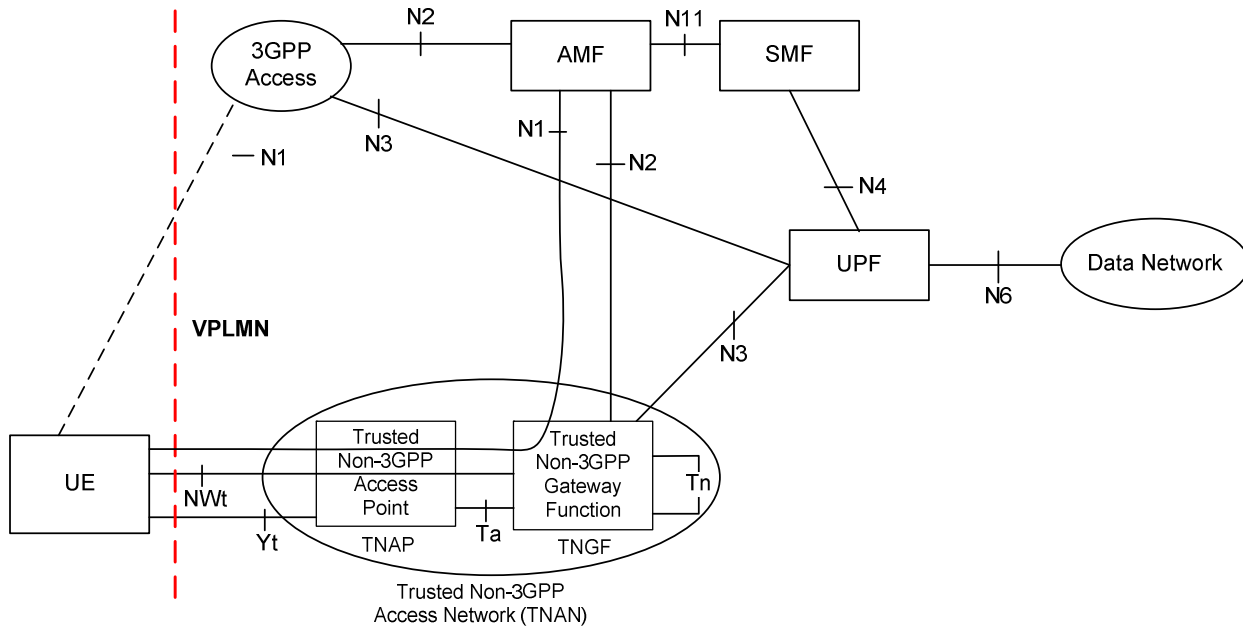 N2
N11
3GPP
Access
AMF
SMF
N1
N3
N1
N2
N4
UPF
Data Network
N6
N3
VPLMN
UE
Trusted
Non-3GPP
Access
Point
Trusted
Non-3GPP
Gateway
Function
Tn
NWt
Yt
Ta
TNAP
TNGF
Trusted Non-3GPP
Access Network (TNAN)